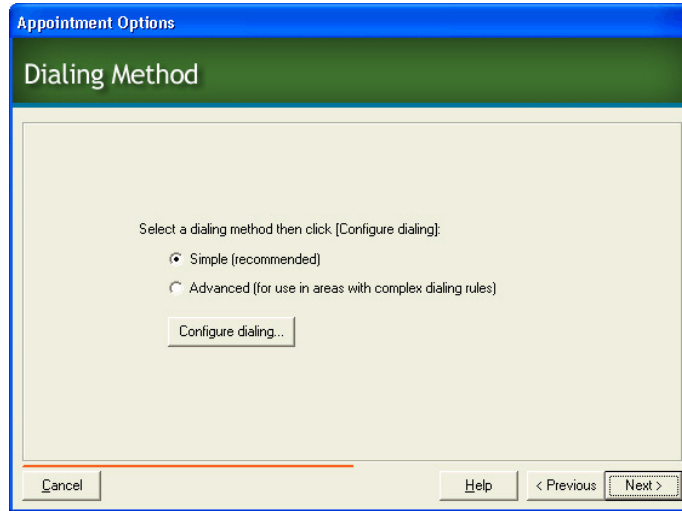 Appointment Options
Dialing Method
Select a dialing method then click [Configure dialing]:
Simple (recommended)
Advanced (for use in areas with complex dialing rules)
Configure dialing...
Cancel
Help
< Previous
Next >